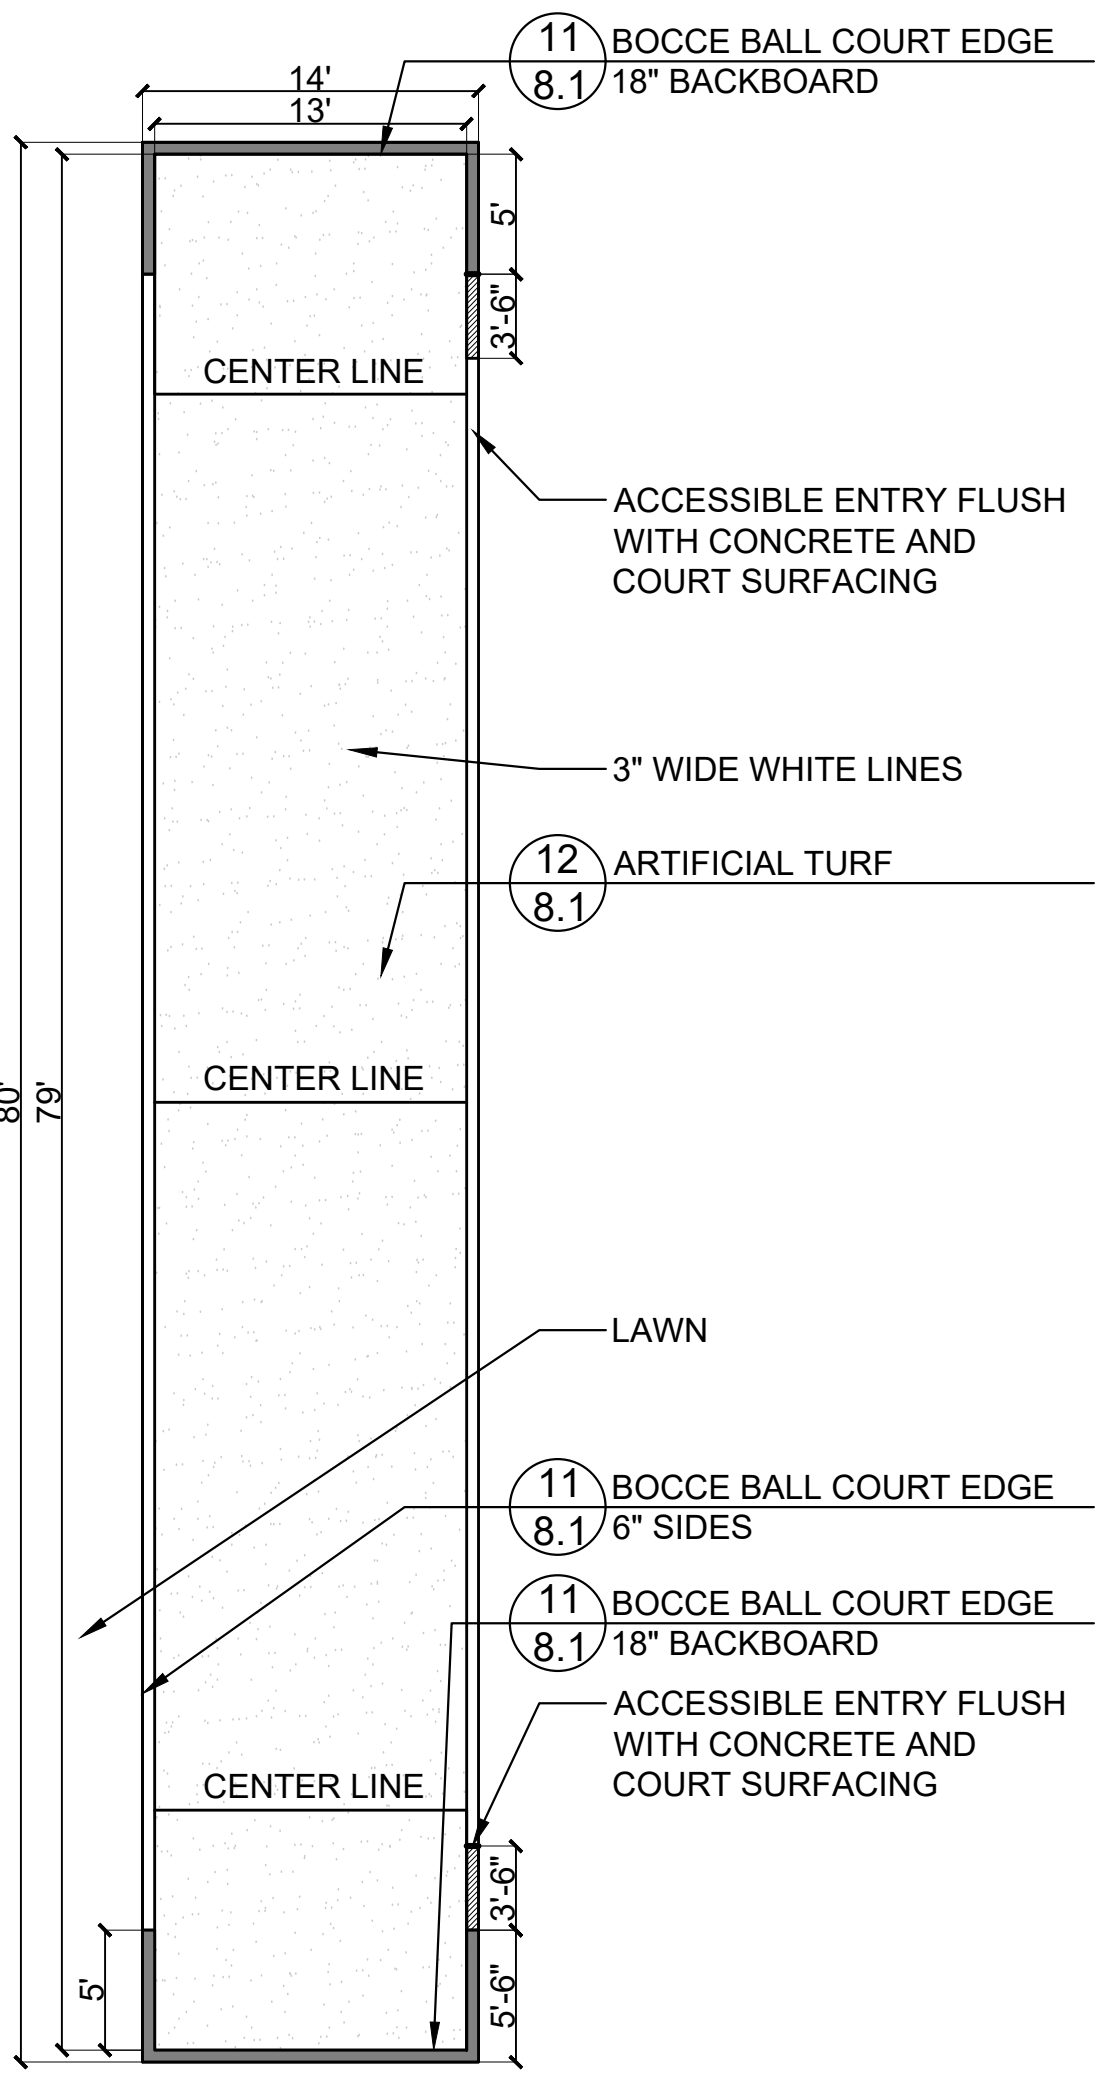 11
8.1
BOCCE BALL COURT EDGE
18" BACKBOARD
14'
13'
5'
3'-6"
CENTER LINE
ACCESSIBLE ENTRY FLUSH
WITH CONCRETE AND
COURT SURFACING
3" WIDE WHITE LINES
12
8.1
ARTIFICIAL TURF
CENTER LINE
80'
79'
LAWN
11
8.1
BOCCE BALL COURT EDGE
6" SIDES
11
8.1
BOCCE BALL COURT EDGE
18" BACKBOARD
ACCESSIBLE ENTRY FLUSH
WITH CONCRETE AND
COURT SURFACING
CENTER LINE
3'-6"
5'
5'-6"